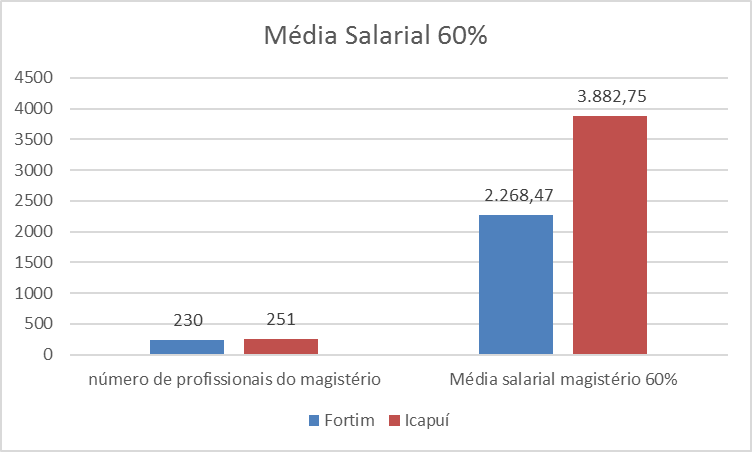 Média Salarial 60%
4500
4000
3500
3000
2500
2000
1500
1000
500
0
230
251
2.268,47
3.882,75
número de profissionais do magistério
Média salarial magistério 60%
Fortim
Icapuí